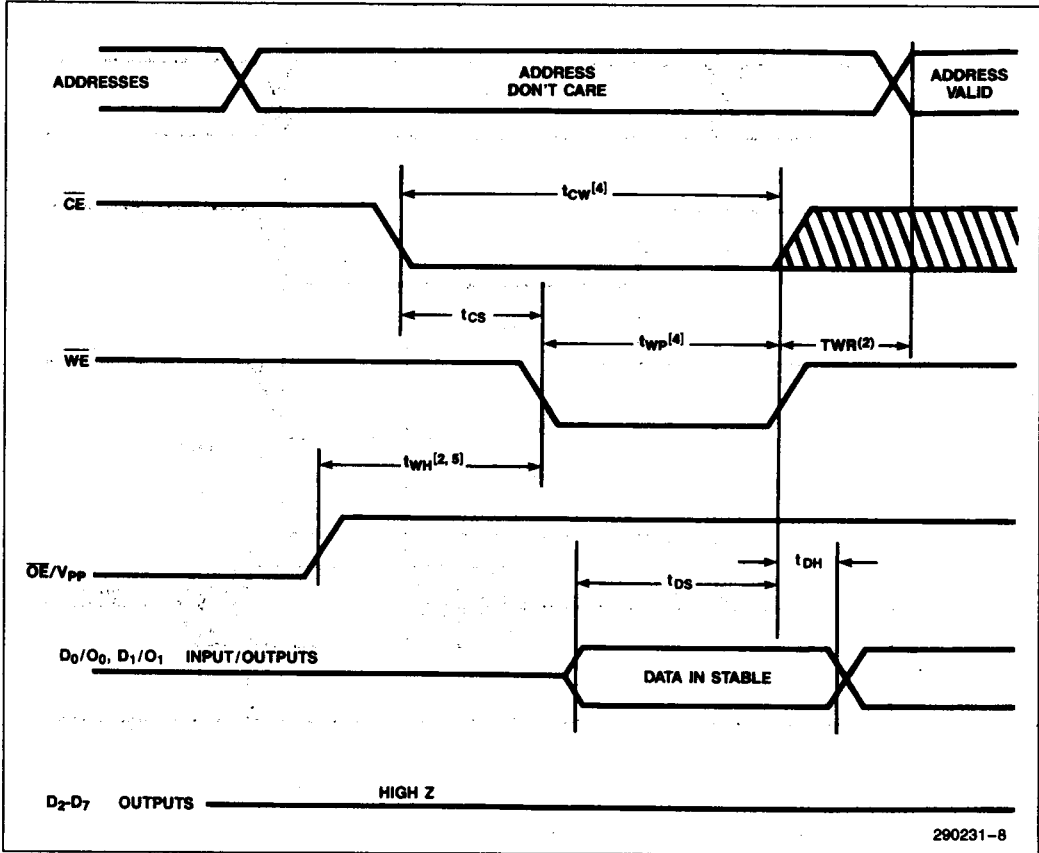 ADDRESSES
ADDRESS
DON'T CARE
ADDRESS
VALID
tCW[4]
CE
tCS
tWP[4]
TWR(2)
WE
tWH[2, 5]
OE/VPP
tDH
tDS
D0/O0, D1/O1 INPUT/OUTPUTS
DATA IN STABLE
D2-D7 OUTPUTS
HIGH Z
290231-8